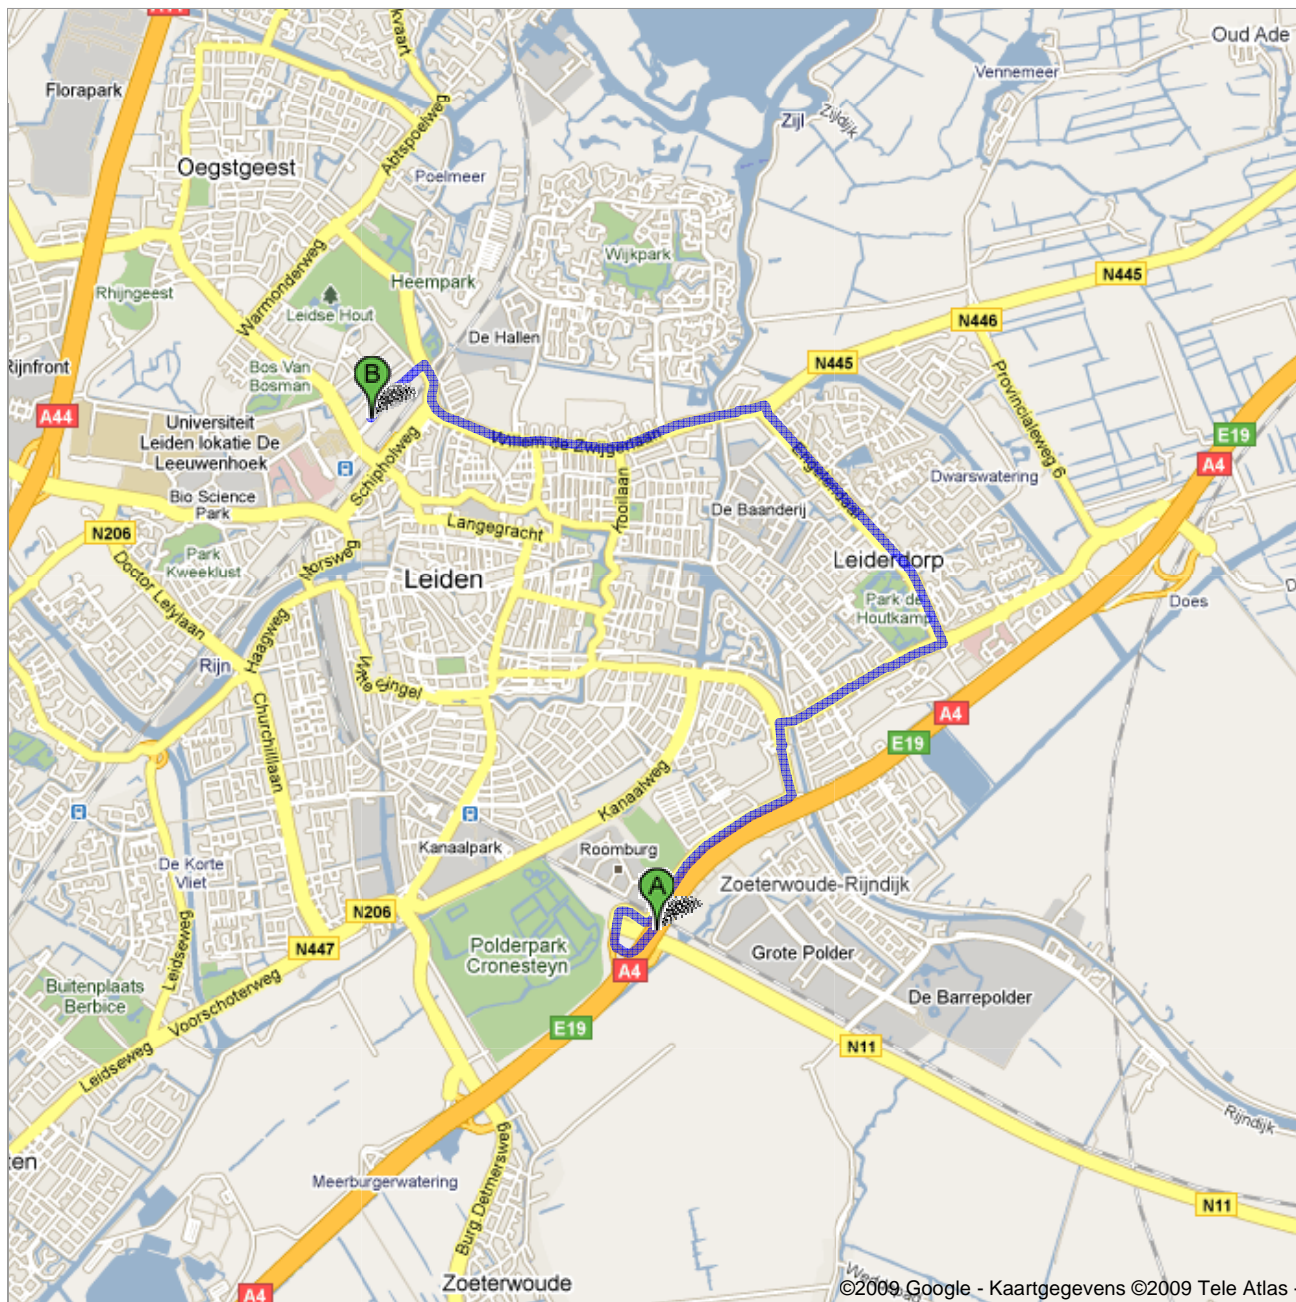 Oud Ade
Vennemeer
Florapark
Abtspoelweg
Zijl
Zijldijk
Oegstgeest
Poelmeer
Wijkpark
N445
Heempark
Warmonderweg
Rhijngeest
Leidse Hout
N446
De Hallen
N445
Rijnfront
Bos Van
Bosman
B
Provincialeweg 6
A44
Universiteit
Leiden lokatie De
Leeuwenhoek
Schipholweg
Willem de Zwijgerlaan
E19
A4
Engelendaal
Dwarswatering
Bio Science
Park
Kooilaan
De Baanderij
N206
Langegracht
Park
Kweeklust
Morsweg
Leiden
Leiderdorp
Doctor Lelylaan
Park de
Houtkamp
Does
Haagweg
Rijn
Witte Singel
Churchilllaan
A4
E19
Kanaalweg
Kanaalpark
Roomburg
De Korte
Vliet
A
Zoeterwoude-Rijndijk
N206
N447
Leidseweg
Polderpark
Cronesteyn
Grote Polder
A4
Buitenplaats
Berbice
Voorschoterweg
De Barrepolder
E19
Leidseweg
N11
Rijndijk
ten
Meerburgerwatering
Burg.Detmersweg
N11
Zoeterwoude
A4
©2009 Google - Kaartgegevens ©2009 Tele Atlas -